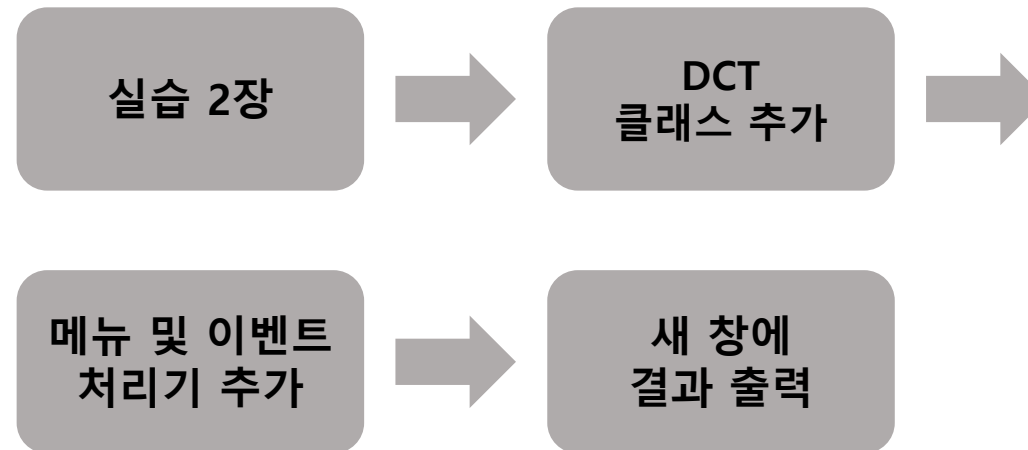 실습 2장
DCT
클래스 추가
메뉴 및 이벤트
처리기 추가
새 창에
결과 출력